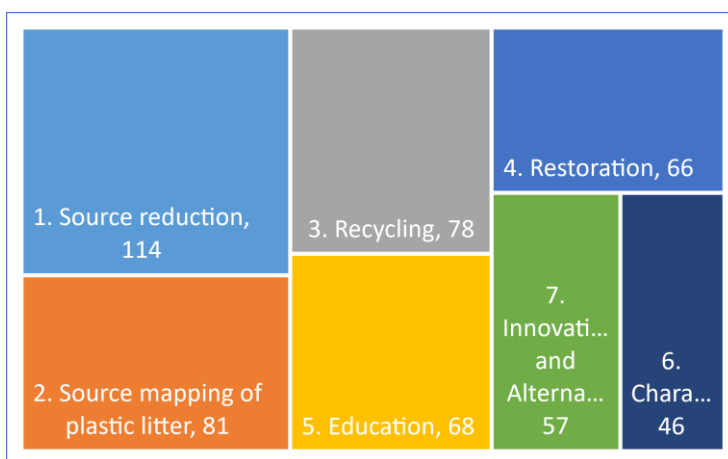 1. Source reduction,
114
2. Source mapping of
plastic litter, 81
3. Recycling, 78
5. Education, 68
4. Restoration, 66
7.
Innovati...
and
Alterna...
57
6.
Chara...
46